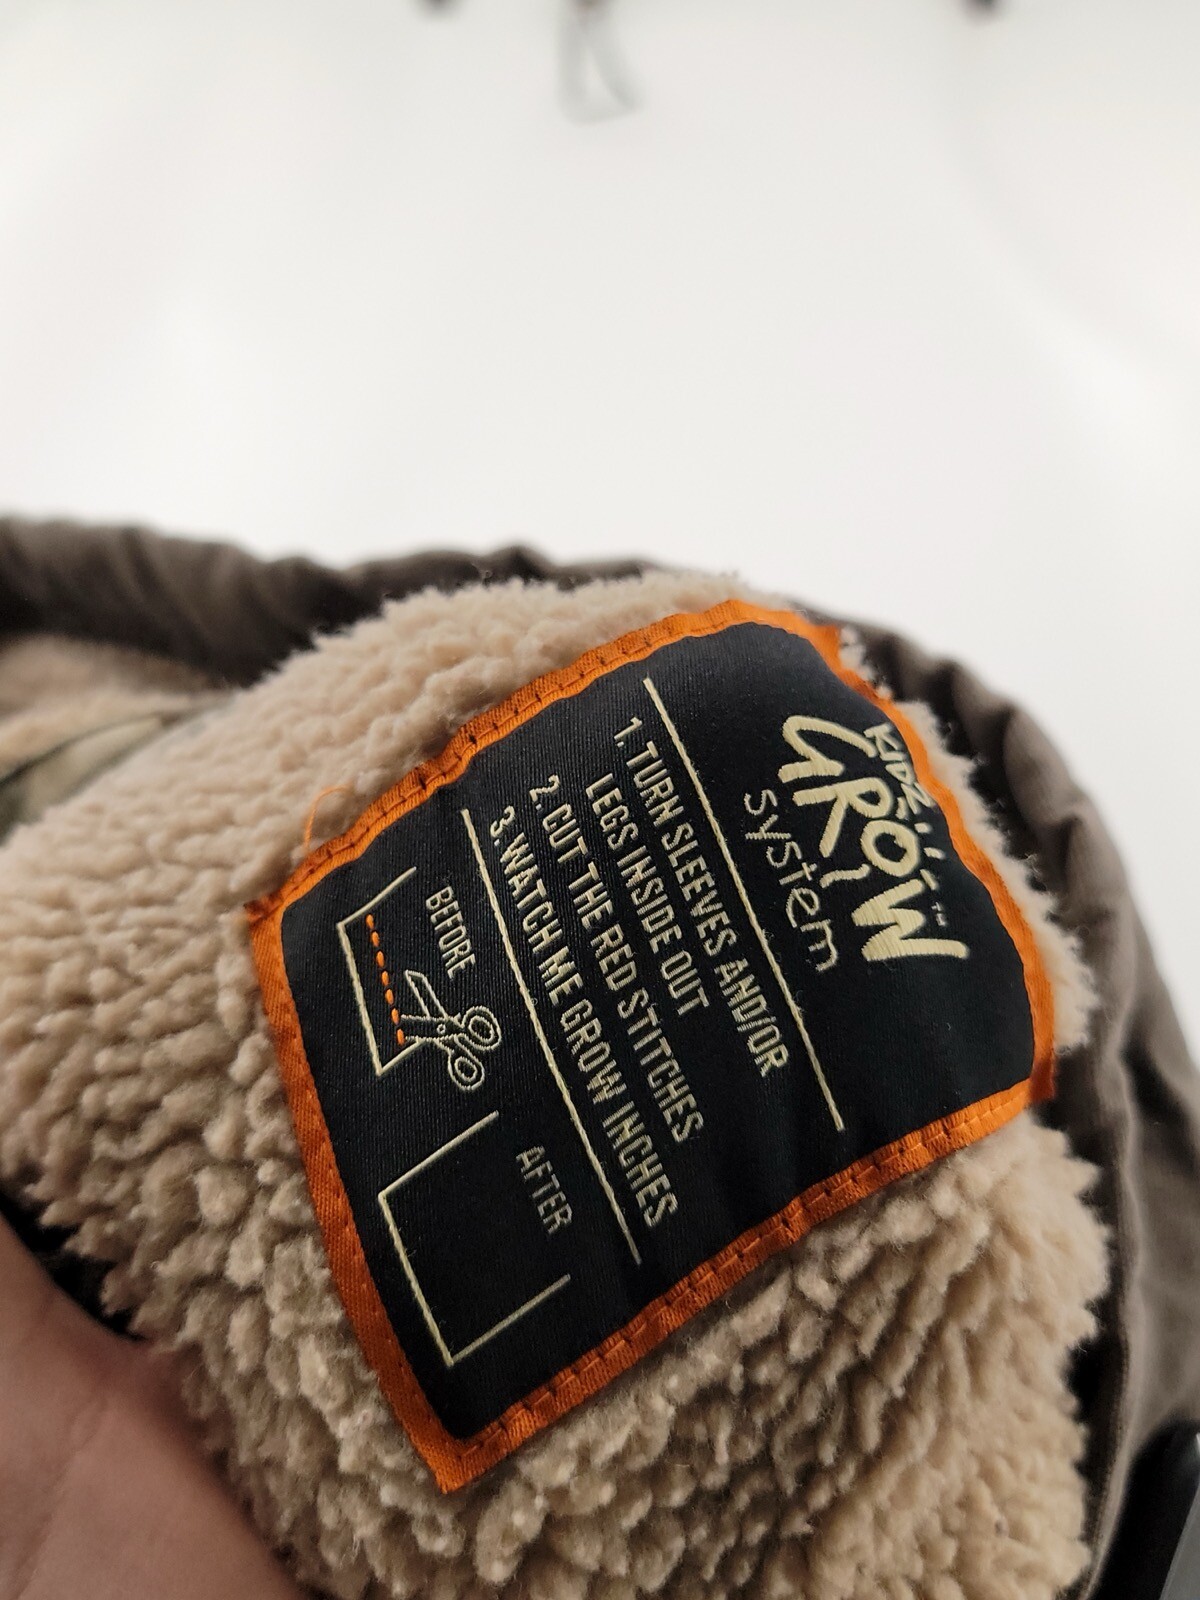 KIDZ
GROW™
system
1. TURN SLEEVES AND/OR
LEGS INSIDE OUT
2. CUT THE RED STITCHES
3. WATCH ME GROW INCHES
BEFORE
AFTER